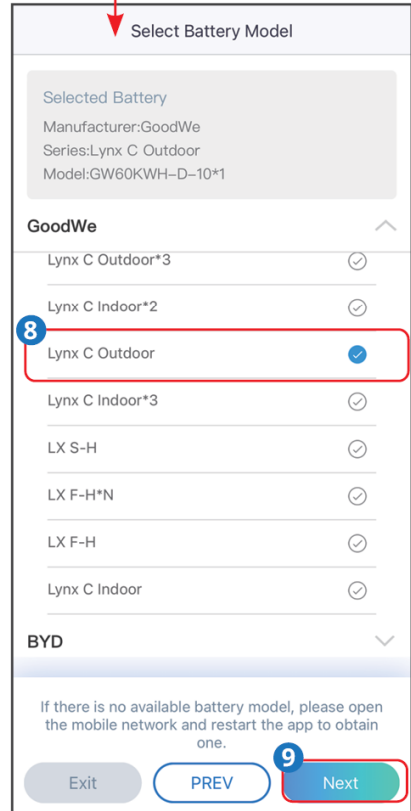 Select Battery Model
Selected Battery
Manufacturer:GoodWe
Series:Lynx C Outdoor
Model:GW60KWH-D-10*1
GoodWe
Lynx C Outdoor*3
Lynx C Indoor*2
8
Lynx C Outdoor
Lynx C Indoor*3
LX S-H
LX F-H*N
LX F-H
Lynx C Indoor
BYD
If there is no available battery model, please open
the mobile network and restart the app to obtain
one.
9
Exit
PREV
Next